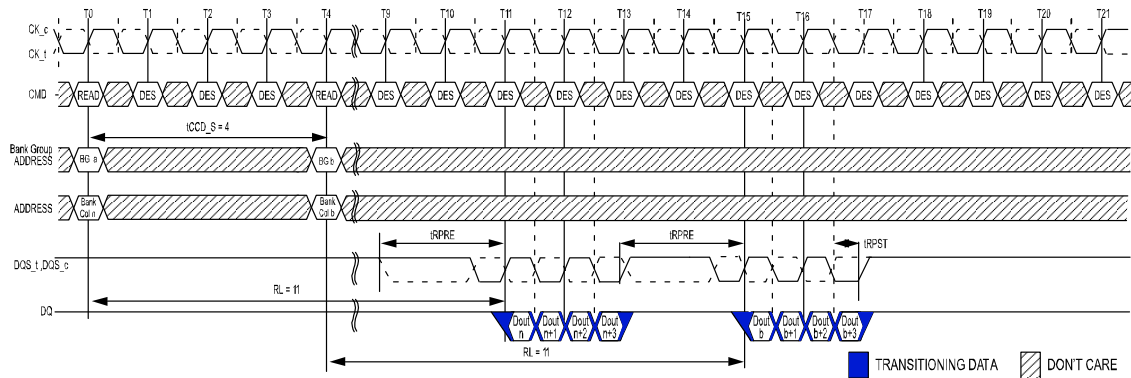 T0 T1 T2 T3 T4 T9 T10 T11 T12 T13 T14 T15 T16 T17 T18 T19 T20 T21
CK_c
CK_t
CMD READ DES DES DES READ DES DES DES DES DES DES DES DES DES DES DES DES DES
tCCD_S = 4
Bank Group
ADDRESS BG a BG b
ADDRESS Bank Col n Bank Col b
tRPRE tRPRE tRPST
DQS_t ,DQS_c
RL = 11
DQ Dout n Dout n+1 Dout n+2 Dout n+3 Dout b Dout b+1 Dout b+2 Dout b+3
RL = 11
TRANSITIONING DATA DON'T CARE